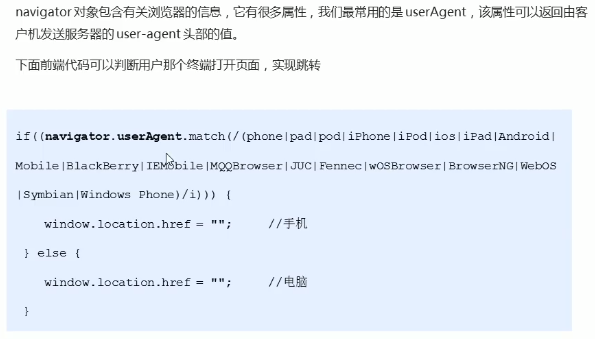 navigator 对象包含有关浏览器的信息，它有很多属性，我们最常用的是 userAgent，该属性可以返回由客
户机发送服务器的 user-agent 头部的值。
下面前端代码可以判断用户那个终端打开页面，实现跳转
if((navigator.userAgent.match(/(phone|pad|pod|iPhone|iPod|ios|iPad|Android|
Mobile|BlackBerry|IEMobile|MQQBrowser|JUC|Fennec|wOSBrowser|BrowserNG|WebOS
|Symbian|Windows Phone)/i))) {
window.location.href = ""; //手机
} else {
window.location.href = ""; //电脑
}